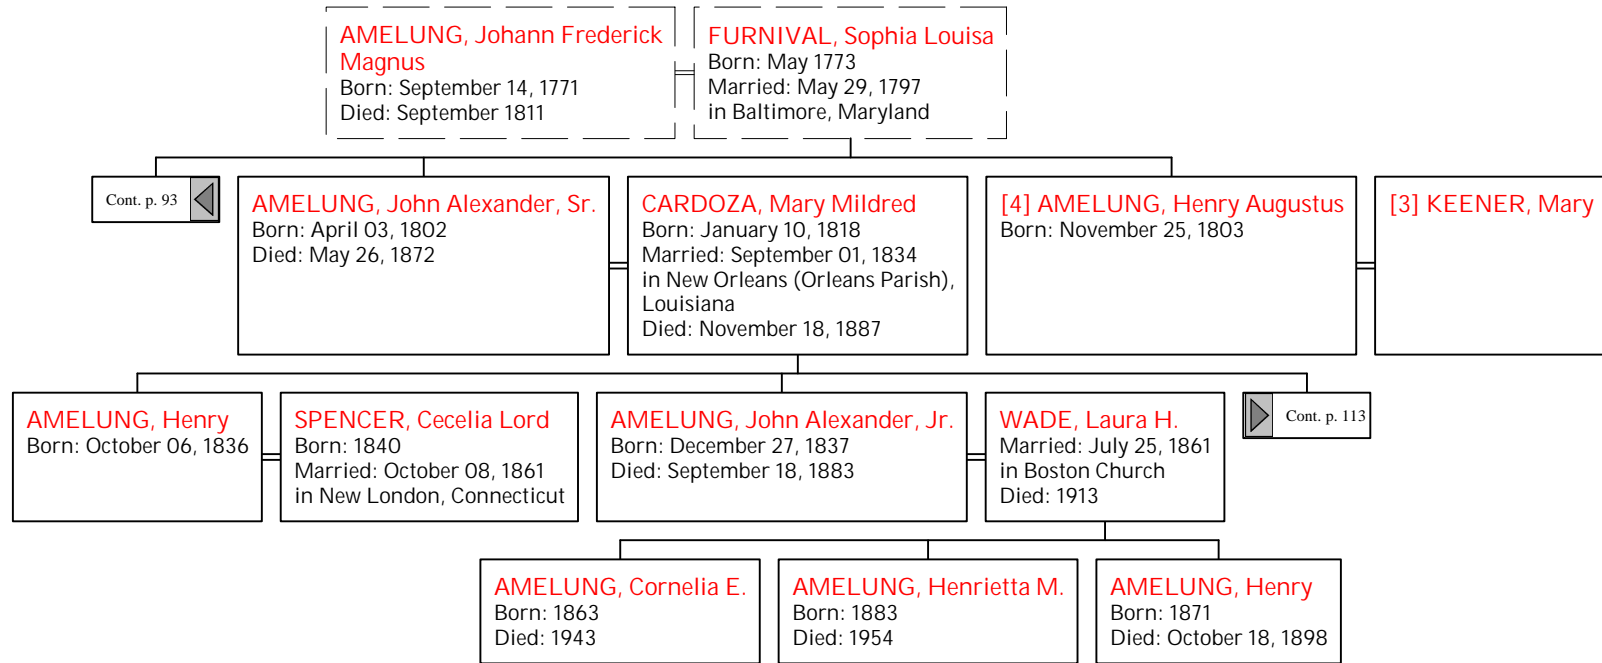 AMELUNG, Johann Frederick
Magnus
Born: September 14, 1771
Died: September 1811
FURNIVAL, Sophia Louisa
Born: May 1773
Married: May 29, 1797
in Baltimore, Maryland
Cont. p. 93
AMELUNG, John Alexander, Sr.
Born: April 03, 1802
Died: May 26, 1872
CARDOZA, Mary Mildred
Born: January 10, 1818
Married: September 01, 1834
in New Orleans (Orleans Parish),
Louisiana
Died: November 18, 1887
[4] AMELUNG, Henry Augustus
Born: November 25, 1803
[3] KEENER, Mary
AMELUNG, Henry
Born: October 06, 1836
SPENCER, Cecelia Lord
Born: 1840
Married: October 08, 1861
in New London, Connecticut
AMELUNG, John Alexander, Jr.
Born: December 27, 1837
Died: September 18, 1883
WADE, Laura H.
Married: July 25, 1861
in Boston Church
Died: 1913
Cont. p. 113
AMELUNG, Cornelia E.
Born: 1863
Died: 1943
AMELUNG, Henrietta M.
Born: 1883
Died: 1954
AMELUNG, Henry
Born: 1871
Died: October 18, 1898